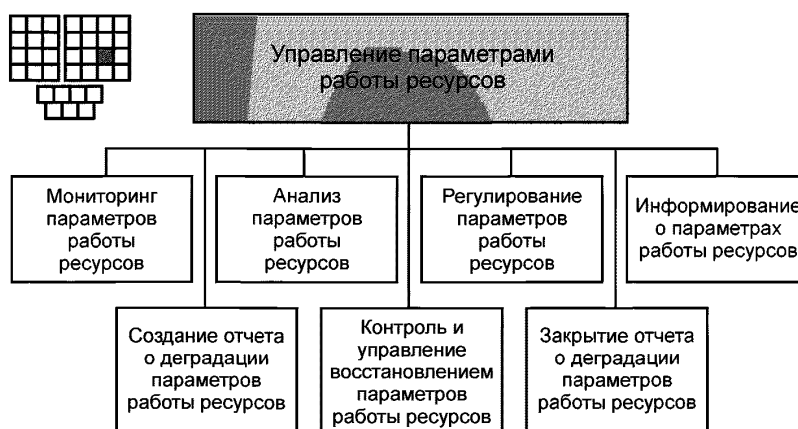 Управление параметрами
работы ресурсов
Мониторинг
параметров
работы
ресурсов
Анализ
параметров
работы
ресурсов
Регулирование
параметров
работы
ресурсов
Информирование
о параметрах
работы ресурсов
Создание отчета
о деградации
параметров
работы ресурсов
Контроль и
управление
восстановлением
параметров
работы ресурсов
Закрытие отчета
о деградации
параметров
работы ресурсов